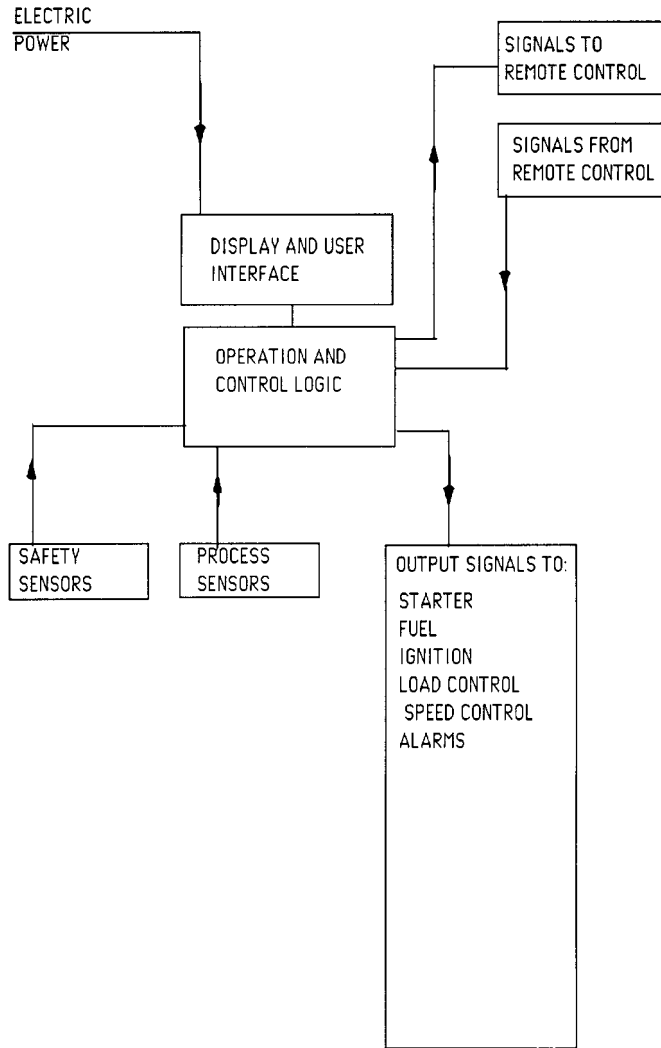 ELECTRIC
POWER
SIGNALS TO
REMOTE CONTROL
SIGNALS FROM
REMOTE CONTROL
DISPLAY AND USER
INTERFACE
OPERATION AND
CONTROL LOGIC
SAFETY
SENSORS
PROCESS
SENSORS
OUTPUT SIGNALS TO:
STARTER
FUEL
IGNITION
LOAD CONTROL
SPEED CONTROL
ALARMS